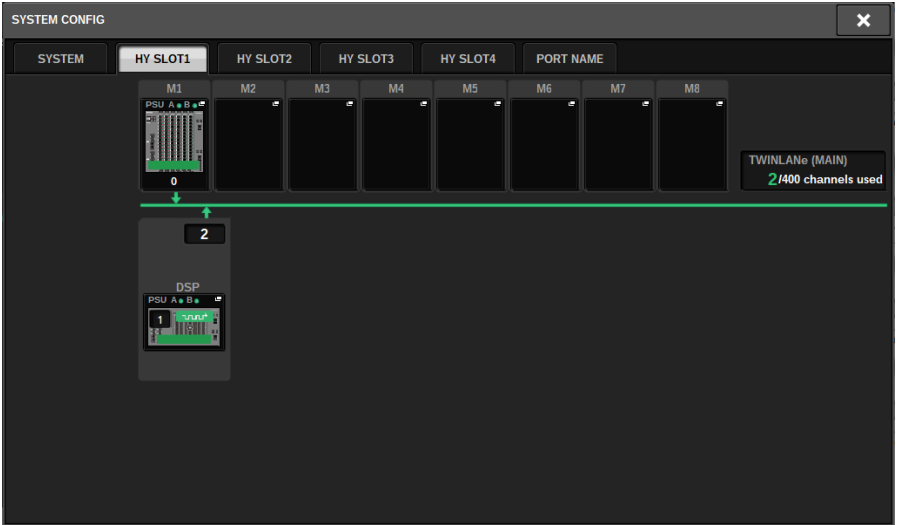 SYSTEM CONFIG
SYSTEM HY SLOT1 HY SLOT2 HY SLOT3 HY SLOT4 PORT NAME
M1 M2 M3 M4 M5 M6 M7 M8
PSU A B
0
TWINLANe (MAIN)
2/400 channels used
2
DSP
PSU A B
1